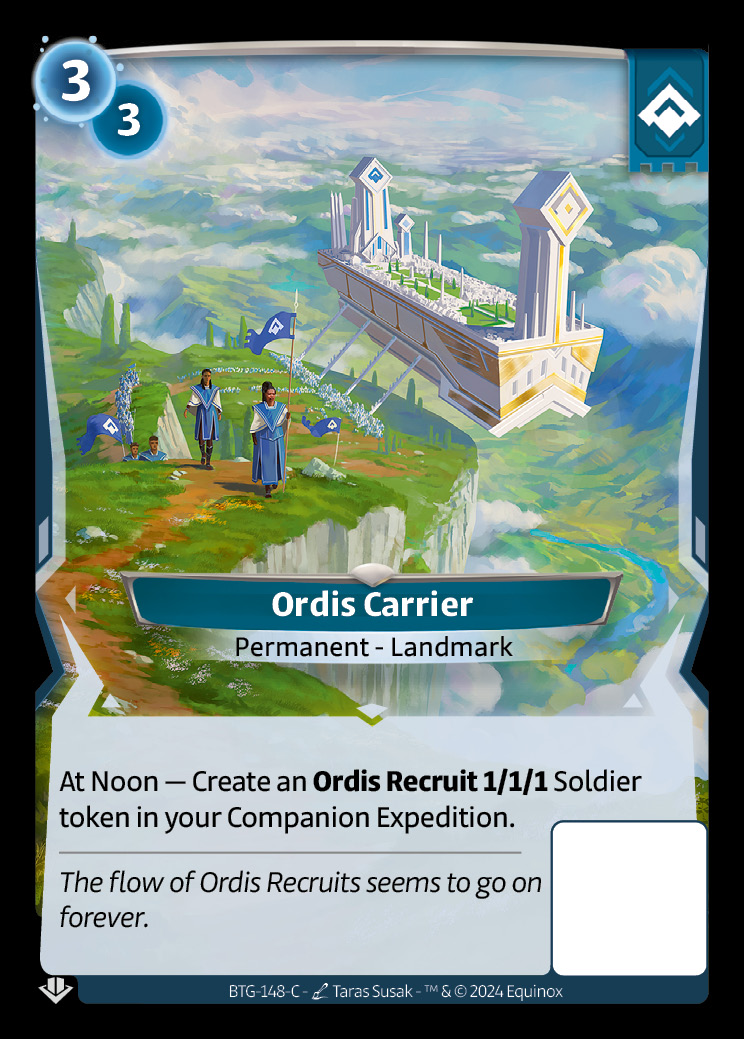 3
3
Ordis Carrier
Permanent - Landmark
At Noon — Create an Ordis Recruit 1/1/1 Soldier
token in your Companion Expedition.
The flow of Ordis Recruits seems to go on
forever.
BTG-148-C - Taras Susak - ™ & © 2024 Equinox